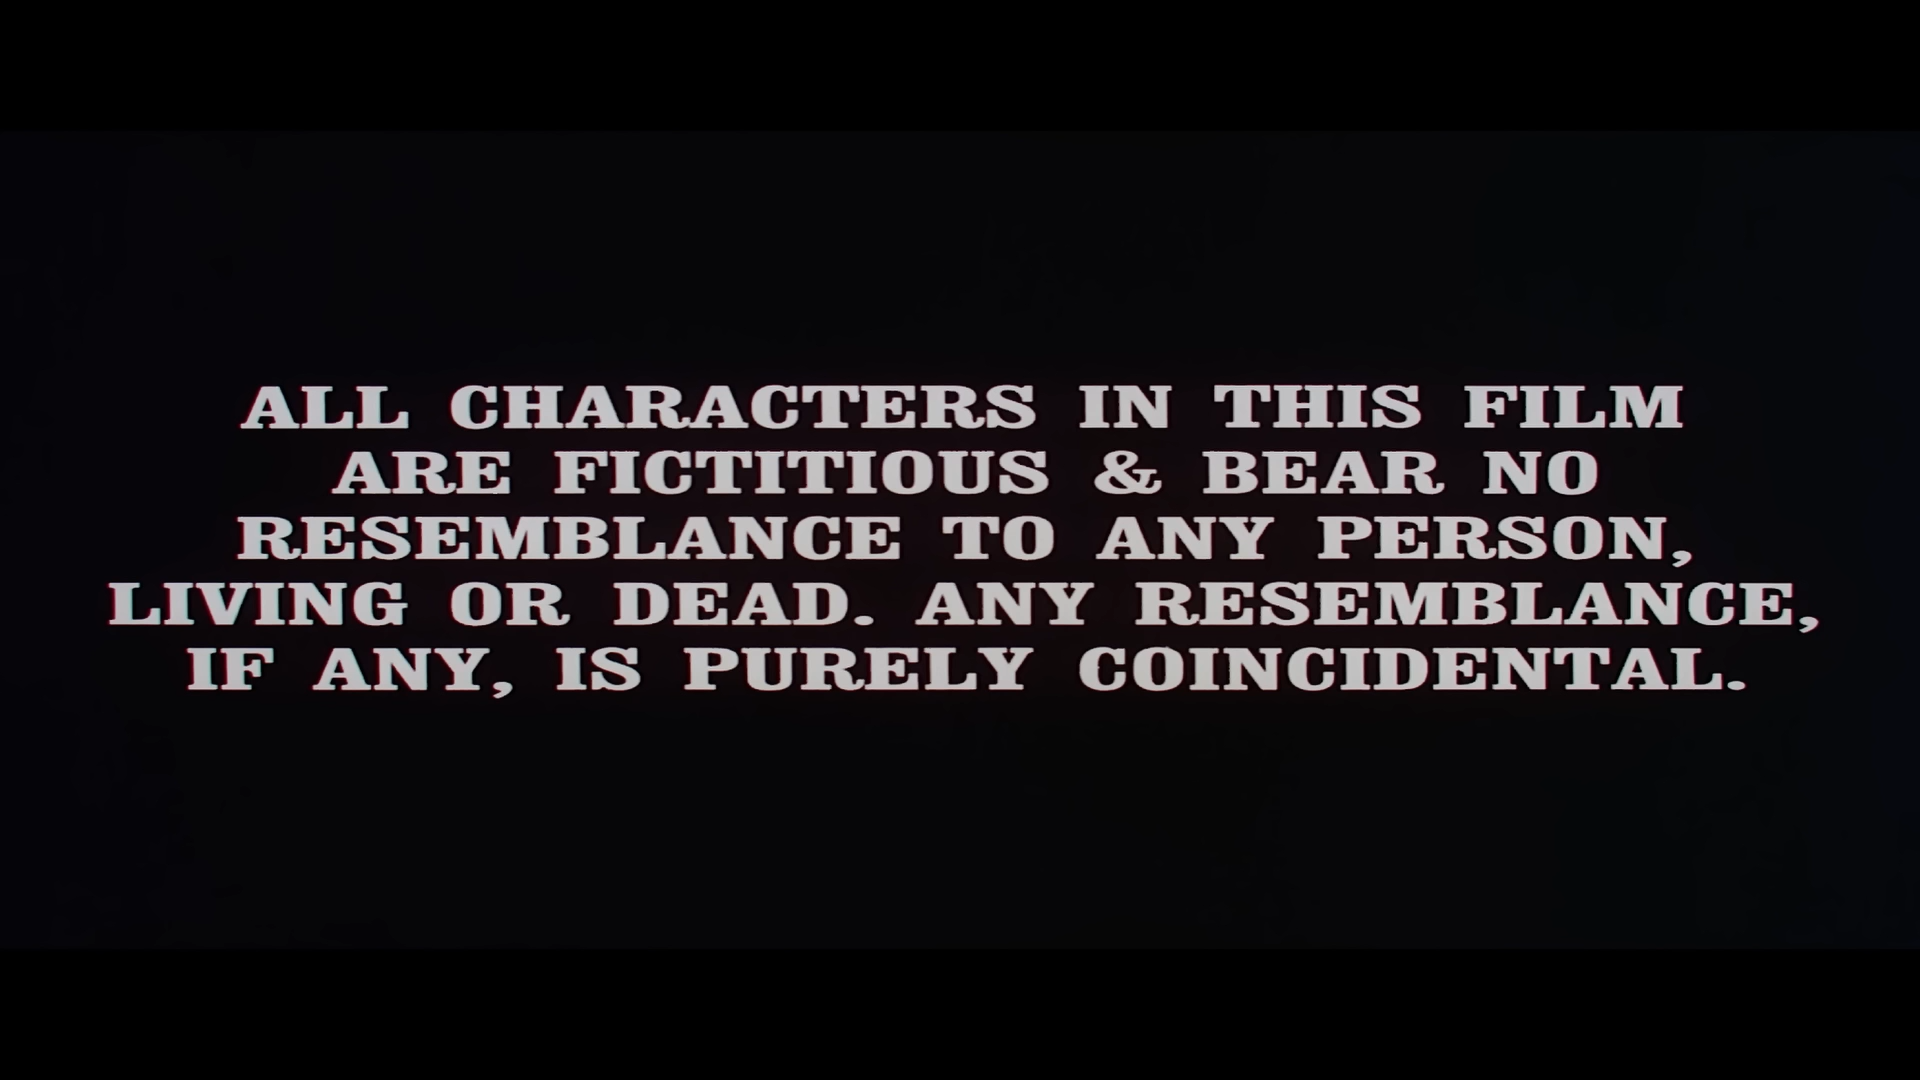 ALL CHARACTERS IN THIS FILM
ARE FICTITIOUS & BEAR NO
RESEMBLANCE TO ANY PERSON,
LIVING OR DEAD. ANY RESEMBLANCE,
IF ANY, IS PURELY COINCIDENTAL.